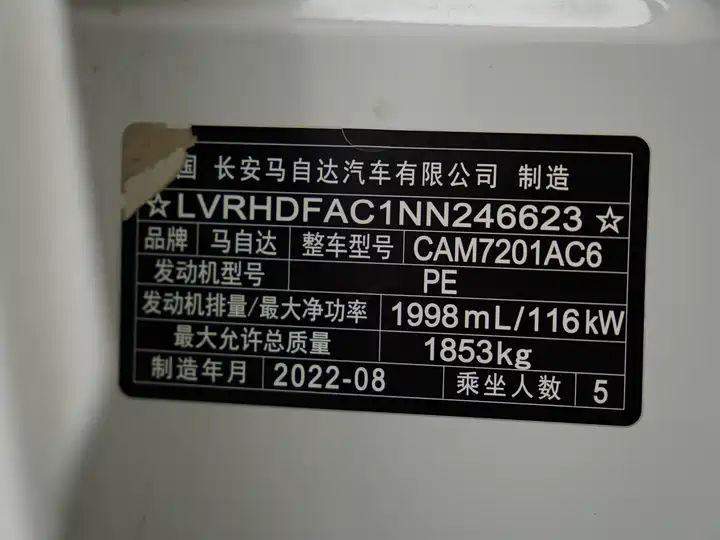 国 长安马自达汽车有限公司 制造
☆LVRHDFAC1NN246623☆
品牌 马自达 整车型号 CAM7201AC6
发动机型号 PE
发动机排量/最大净功率 1998mL/116kW
最大允许总质量 1853kg
制造年月 2022-08 乘坐人数 5